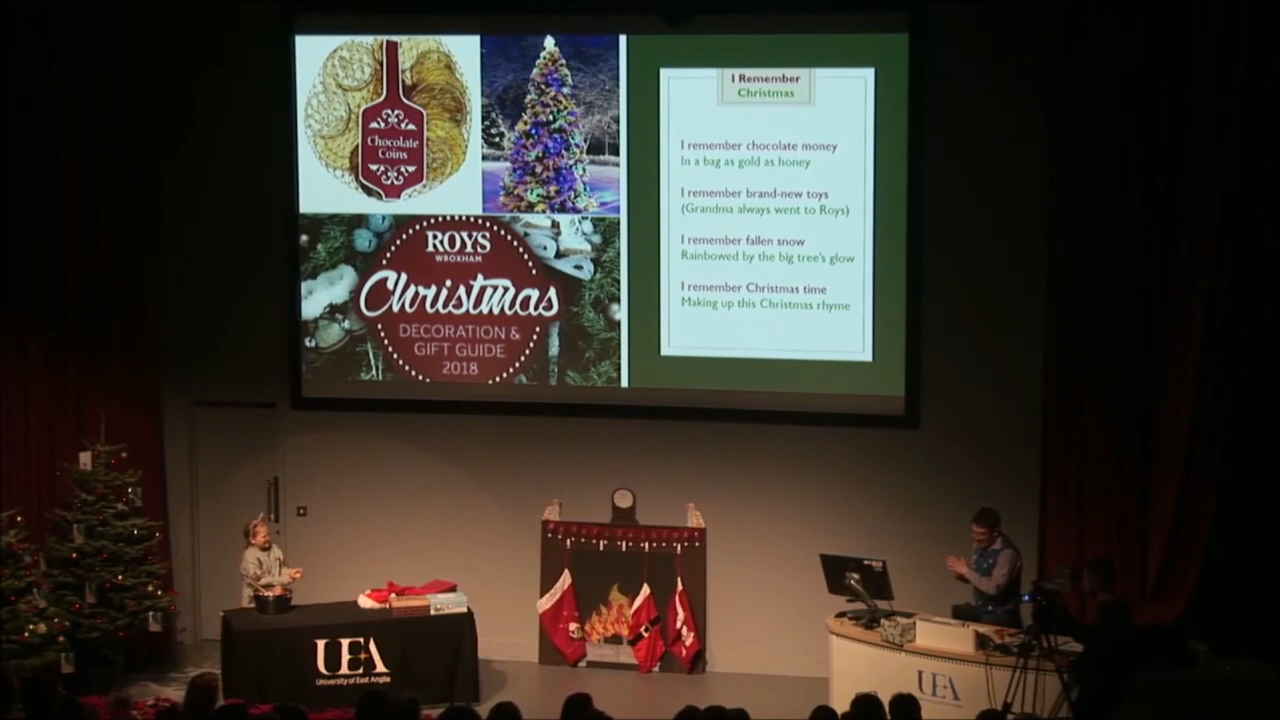 Chocolate
Coins
ROYS
WROXHAM
Christmas
DECORATION &
GIFT GUIDE
2018
I Remember
Christmas
I remember chocolate money
In a bag as gold as honey
I remember brand-new toys
(Grandma always went to Roys)
I remember fallen snow
Rainbowed by the big tree's glow
I remember Christmas time
Making up this Christmas rhyme
UEA
University of East Anglia
UEA